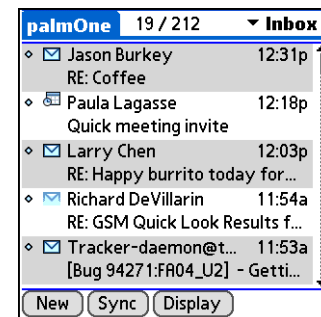 palmOne 19 / 212 Inbox
Jason Burkey 12:31p
RE: Coffee
Paula Lagasse 12:18p
Quick meeting invite
Larry Chen 12:03p
RE: Happy burrito today for...
Richard DeVillarin 11:54a
RE: GSM Quick Look Results f...
Tracker-daemon@t... 11:53a
[Bug 94271:FA04_U2] - Getti...
New Sync Display